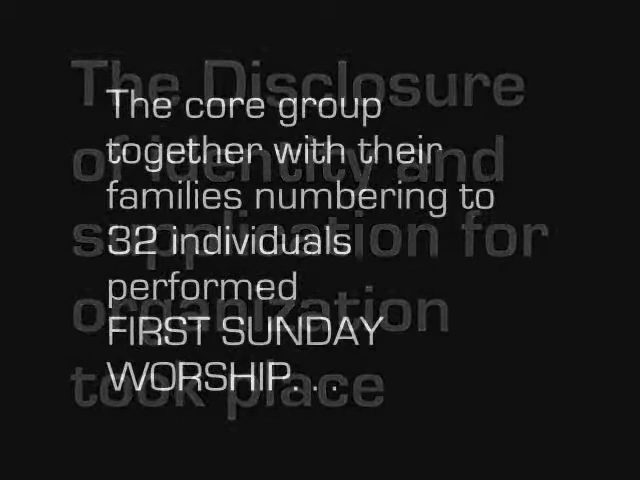 The core group
together with their
families numbering to
32 individuals
performed
FIRST SUNDAY
WORSHIP. . .
The Disclosure
of identity and
supplication for
organization
took place